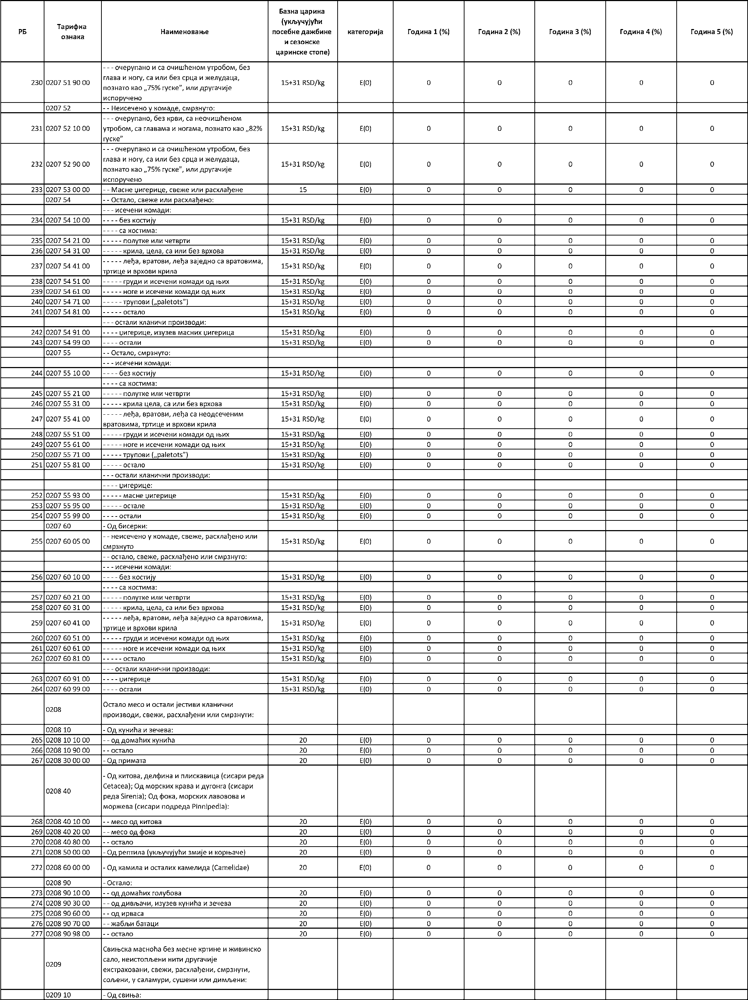 РБ Тарифна ознака Наименовање Базна царина (укључујући посебне дажбине и сезонске царинске стопе) категорија Година 1 (%) Година 2 (%) Година 3 (%) Година 4 (%) Година 5 (%)
230 0207 51 90 00 - - - очерупано и са очишћеном утробом, без глава и ногу, са или без срца и желудаца, познато као „75% гуске”, или другачије испоручено 15+31 RSD/kg E(0) 0 0 0 0 0
0207 52 - - Неисечено у комаде, смрзнуто:
231 0207 52 10 00 - - - очерупано, без крви, са неочишћеном утробом, са главама и ногама, познато као „82% гуске” 15+31 RSD/kg E(0) 0 0 0 0 0
232 0207 52 90 00 - - - очерупано и са очишћеном утробом, без глава и ногу, са или без срца и желудаца, познато као „75% гуске”, или другачије испоручено 15+31 RSD/kg E(0) 0 0 0 0 0
233 0207 53 00 00 - - Масне џигерице, свеже или расхлађене 15 E(0) 0 0 0 0 0
0207 54 - - Остало, свеже или расхлађено:
- - - исечени комади:
234 0207 54 10 00 - - - - без костију 15+31 RSD/kg E(0) 0 0 0 0 0
- - - - са костима:
235 0207 54 21 00 - - - - - полутке или четврти 15+31 RSD/kg E(0) 0 0 0 0 0
236 0207 54 31 00 - - - - - крила, цела, са или без врхова 15+31 RSD/kg E(0) 0 0 0 0 0
237 0207 54 41 00 - - - - - леђа, вратови, леђа заједно са вратовима, тртице и врхови крила 15+31 RSD/kg E(0) 0 0 0 0 0
238 0207 54 51 00 - - - - - груди и исечени комади од њих 15+31 RSD/kg E(0) 0 0 0 0 0
239 0207 54 61 00 - - - - - ноге и исечени комади од њих 15+31 RSD/kg E(0) 0 0 0 0 0
240 0207 54 71 00 - - - - - трупови („paletots”) 15+31 RSD/kg E(0) 0 0 0 0 0
241 0207 54 81 00 - - - - - остало 15+31 RSD/kg E(0) 0 0 0 0 0
- - - остали кланичи производи:
242 0207 54 91 00 - - - - џигерице, изузев масних џигерица 15+31 RSD/kg E(0) 0 0 0 0 0
243 0207 54 99 00 - - - - остали 15+31 RSD/kg E(0) 0 0 0 0 0
0207 55 - - Остало, смрзнуто:
- - - исечени комади:
244 0207 55 10 00 - - - - без костију 15+31 RSD/kg E(0) 0 0 0 0 0
- - - - са костима:
245 0207 55 21 00 - - - - - полутке или четврти 15+31 RSD/kg E(0) 0 0 0 0 0
246 0207 55 31 00 - - - - - крила цела, са или без врхова 15+31 RSD/kg E(0) 0 0 0 0 0
247 0207 55 41 00 - - - - - леђа, вратови, леђа са неодсеченим вратовима, тртице и врхови крила 15+31 RSD/kg E(0) 0 0 0 0 0
248 0207 55 51 00 - - - - - груди и исечени комади од њих 15+31 RSD/kg E(0) 0 0 0 0 0
249 0207 55 61 00 - - - - - ноге и исечени комади од њих 15+31 RSD/kg E(0) 0 0 0 0 0
250 0207 55 71 00 - - - - - трупови („paletots”) 15+31 RSD/kg E(0) 0 0 0 0 0
251 0207 55 81 00 - - - - - остало 15+31 RSD/kg E(0) 0 0 0 0 0
- - - остали кланични производи:
- - - - џигерице:
252 0207 55 93 00 - - - - - масне џигерице 15+31 RSD/kg E(0) 0 0 0 0 0
253 0207 55 95 00 - - - - - остале 15+31 RSD/kg E(0) 0 0 0 0 0
254 0207 55 99 00 - - - - остали 15+31 RSD/kg E(0) 0 0 0 0 0
0207 60 - Од бисерки:
255 0207 60 05 00 - - неисечено у комаде, свеже, расхлађено или смрзнуто 15+31 RSD/kg E(0) 0 0 0 0 0
- - остало, свеже, расхлађено или смрзнуто:
- - - исечени комади:
256 0207 60 10 00 - - - - без костију 15+31 RSD/kg E(0) 0 0 0 0 0
- - - - са костима:
257 0207 60 21 00 - - - - - полутке или четврти 15+31 RSD/kg E(0) 0 0 0 0 0
258 0207 60 31 00 - - - - - крила, цела, са или без врхова 15+31 RSD/kg E(0) 0 0 0 0 0
259 0207 60 41 00 - - - - - леђа, вратови, леђа заједно са вратовима, тртице и врхови крила 15+31 RSD/kg E(0) 0 0 0 0 0
260 0207 60 51 00 - - - - - груди и исечени комади од њих 15+31 RSD/kg E(0) 0 0 0 0 0
261 0207 60 61 00 - - - - - ноге и исечени комади од њих 15+31 RSD/kg E(0) 0 0 0 0 0
262 0207 60 81 00 - - - - - остало 15+31 RSD/kg E(0) 0 0 0 0 0
- - - остали кланични производи:
263 0207 60 91 00 - - - - џигерице 15+31 RSD/kg E(0) 0 0 0 0 0
264 0207 60 99 00 - - - - остали 15+31 RSD/kg E(0) 0 0 0 0 0
0208 Остало месо и остали јестиви кланични производи, свежи, расхлађени или смрзнути:
0208 10 - Од кунића и зечева:
265 0208 10 10 00 - - од домаћих кунића 20 E(0) 0 0 0 0 0
266 0208 10 90 00 - - остало 20 E(0) 0 0 0 0 0
267 0208 30 00 00 - Од примата 20 E(0) 0 0 0 0 0
0208 40 - Од китова, делфина и плискавица (сисари реда Cetacea); Од морских крава и дугонга (сисари реда Sirenia); Од фока, морских лавовова и моржева (сисари подреда Pinnipedia):
268 0208 40 10 00 - - месо од китова 20 E(0) 0 0 0 0 0
269 0208 40 20 00 - - месо од фока 20 E(0) 0 0 0 0 0
270 0208 40 80 00 - - остало 20 E(0) 0 0 0 0 0
271 0208 50 00 00 - Од рептила (укључујући змије и корњаче) 20 E(0) 0 0 0 0 0
272 0208 60 00 00 - Од камила и осталих камелида (Camelidae) 20 E(0) 0 0 0 0 0
0208 90 - Остало:
273 0208 90 10 00 - - од домаћих голубова 20 E(0) 0 0 0 0 0
274 0208 90 30 00 - - од дивљачи, изузев кунића и зечева 20 E(0) 0 0 0 0 0
275 0208 90 60 00 - - од ирваса 20 E(0) 0 0 0 0 0
276 0208 90 70 00 - - жабљи батаци 20 E(0) 0 0 0 0 0
277 0208 90 98 00 - - остало 20 E(0) 0 0 0 0 0
0209 Свињска масноћа без месне кртине и живинско сало, неистопљени нити другачије екстраховани, свежи, расхлађени, смрзнути, сољени, у саламури, сушени или димљени:
0209 10 - Од свиња: